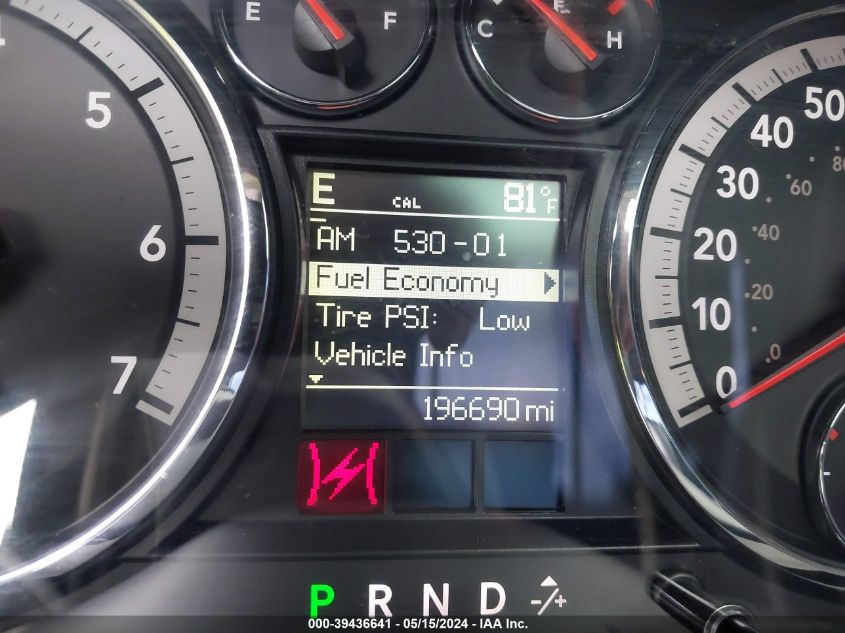 E F
C H
5
6
7
E CAL 81°F
AM 530-01
Fuel Economy
Tire PSI: Low
Vehicle Info
196690 mi
50
40
30
20
10
0
80
60
40
20
0
P R N D -/+
000-39436641 - 05/15/2024 - IAA Inc.